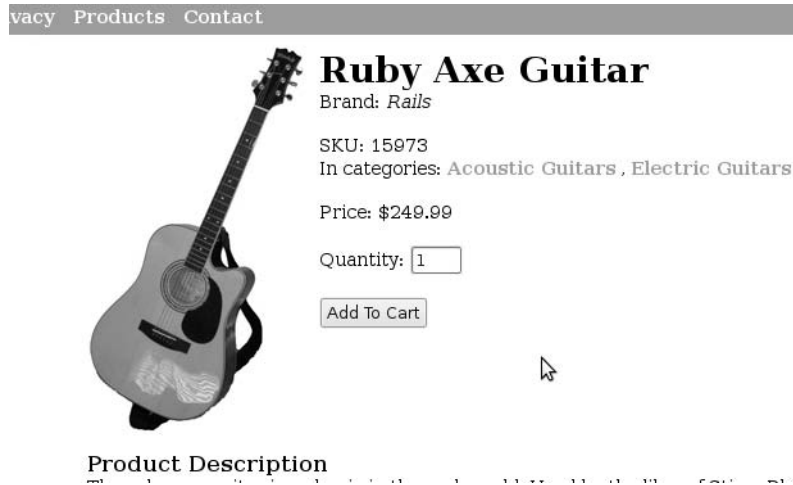 vacy Products Contact
Ruby Axe Guitar
Brand: Rails
SKU: 15973
In categories: Acoustic Guitars , Electric Guitars
Price: $249.99
Quantity: 1
Add To Cart
Product Description